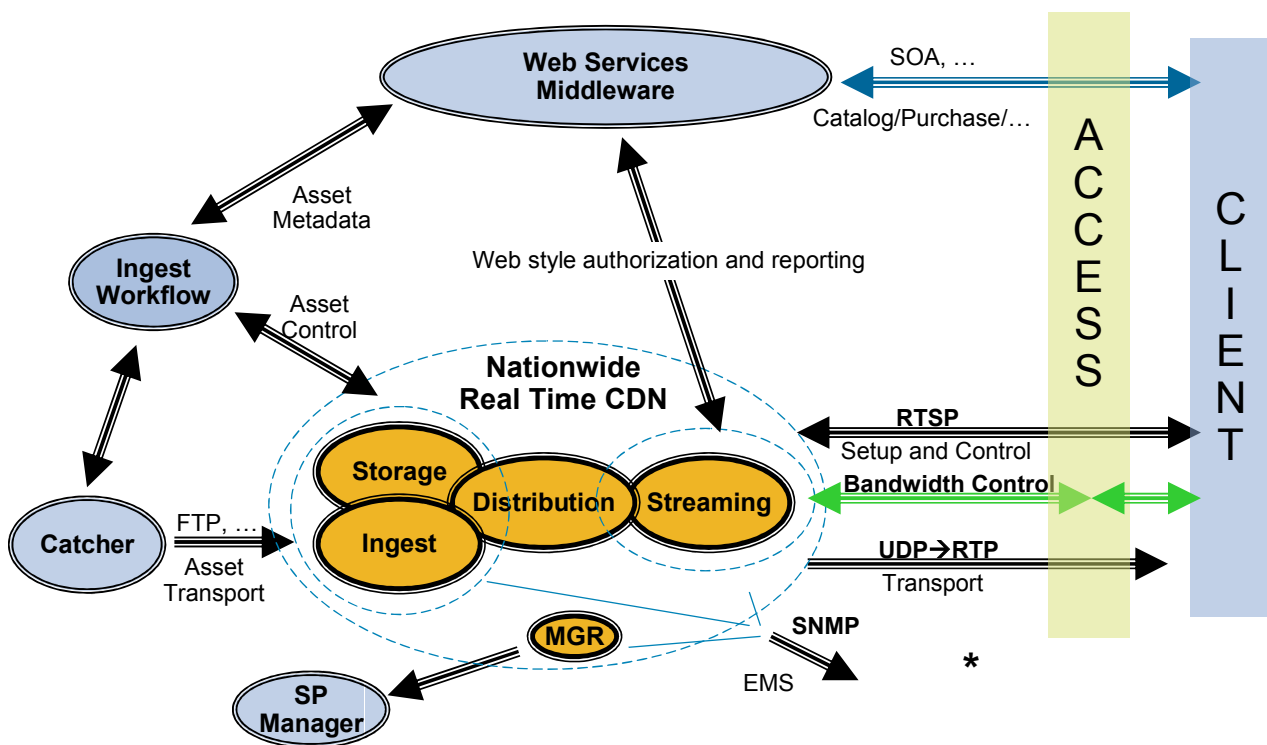 Web Services
Middleware
SOA, …
Catalog/Purchase/…
ACCESS
CLIENT
Asset
Metadata
Ingest
Workflow
Web style authorization and reporting
Asset
Control
Nationwide
Real Time CDN
Storage
Distribution
Streaming
Ingest
RTSP
Setup and Control
Bandwidth Control
UDP→RTP
Transport
Catcher
FTP, …
Asset
Transport
MGR
SNMP
EMS
*
SP
Manager